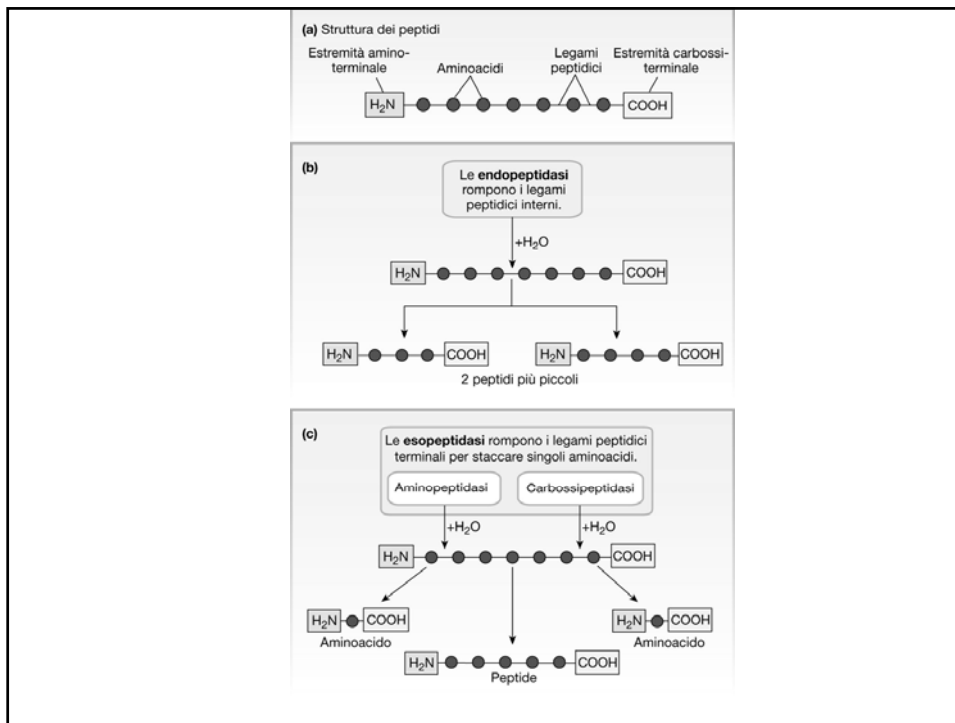 (a) Struttura dei peptidi
Estremità amino-
terminale
Aminoacidi
Legami
peptidici
Estremità carbossi-
terminale
H₂N
COOH
(b)
Le endopeptidasi
rompono i legami
peptidici interni.
+H₂O
H₂N
COOH
H₂N
COOH
H₂N
COOH
2 peptidi più piccoli
(c)
Le esopeptidasi rompono i legami peptidici
terminali per staccare singoli aminoacidi.
Aminopeptidasi
Carbossipeptidasi
+H₂O
+H₂O
H₂N
COOH
H₂N
COOH
Aminoacido
H₂N
COOH
Aminoacido
H₂N
COOH
Peptide